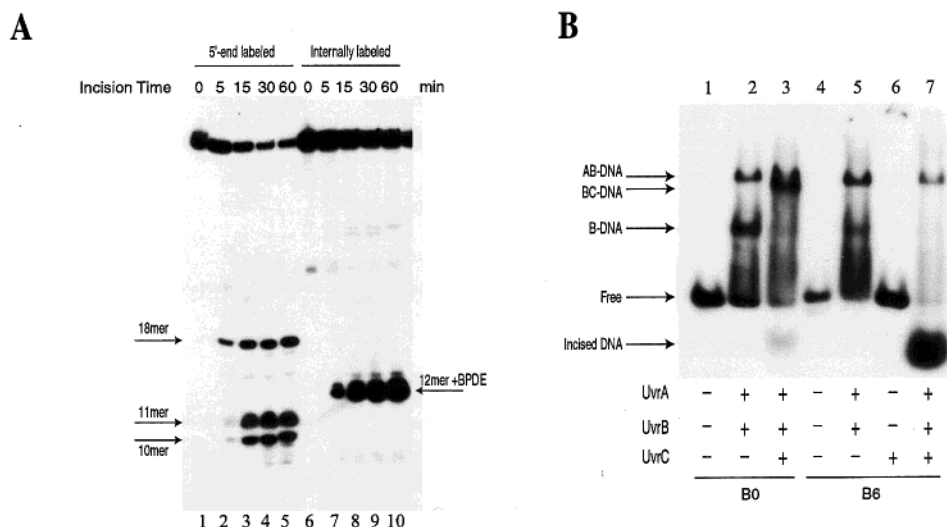 A
5'-end labeled Internally labeled
Incision Time 0 5 15 30 60 0 5 15 30 60 min
18mer
12mer +BPDE
11mer
10mer
1 2 3 4 5 6 7 8 9 10
B
1 2 3 4 5 6 7
AB-DNA
BC-DNA
B-DNA
Free
Incised DNA
UvrA - + + - + - +
UvrB - + + - + - +
UvrC - - + - - + +
B0 B6